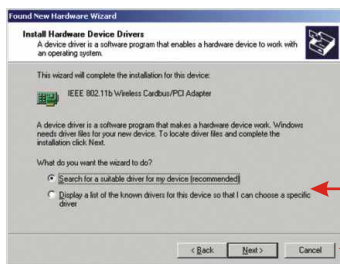 Found New Hardware Wizard
Install Hardware Device Drivers
A device driver is a software program that enables a hardware device to work with
an operating system.
This wizard will complete the installation for this device:
IEEE 802.11b Wireless Cardbus/PCI Adapter
A device driver is a software program that makes a hardware device work. Windows
needs driver files for your new device. To locate driver files and complete the
installation click Next.
What do you want the wizard to do?
Search for a suitable driver for my device (recommended)
Display a list of the known drivers for this device so that I can choose a specific
driver
< Back Next > Cancel